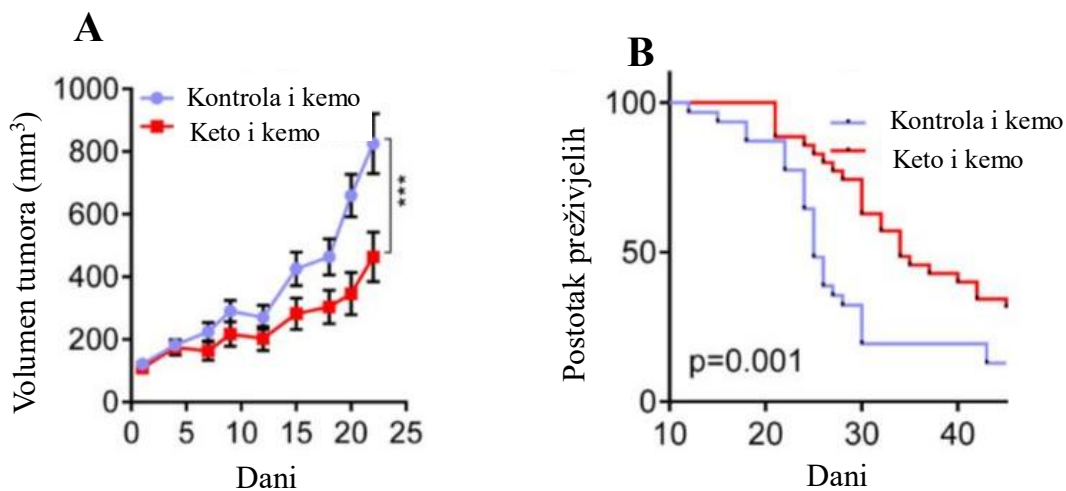 A
Volumen tumora (mm³)
1000
800
600
400
200
0
Kontrola i kemo
Keto i kemo
***
0 5 10 15 20 25
Dani
B
Postotak preživjelih
100
50
0
Kontrola i kemo
Keto i kemo
p=0.001
10 20 30 40
Dani